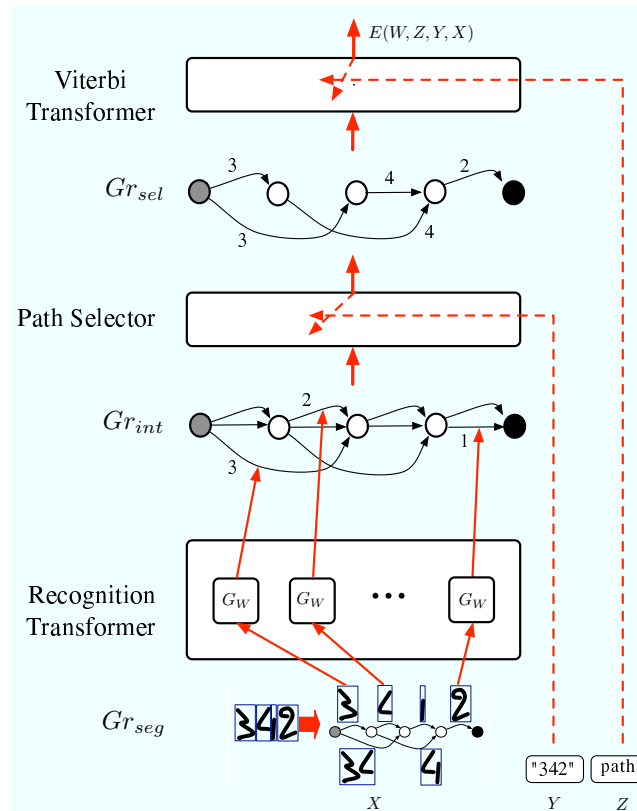 E(W, Z, Y, X)
Viterbi
Transformer
3
4
2
Gr_sel
3
4
Path Selector
2
Gr_int
1
3
Recognition
Transformer
G_W
G_W
• • •
G_W
3
4
1
2
342
Gr_seg
34
41
"342"
path
X
Y
Z